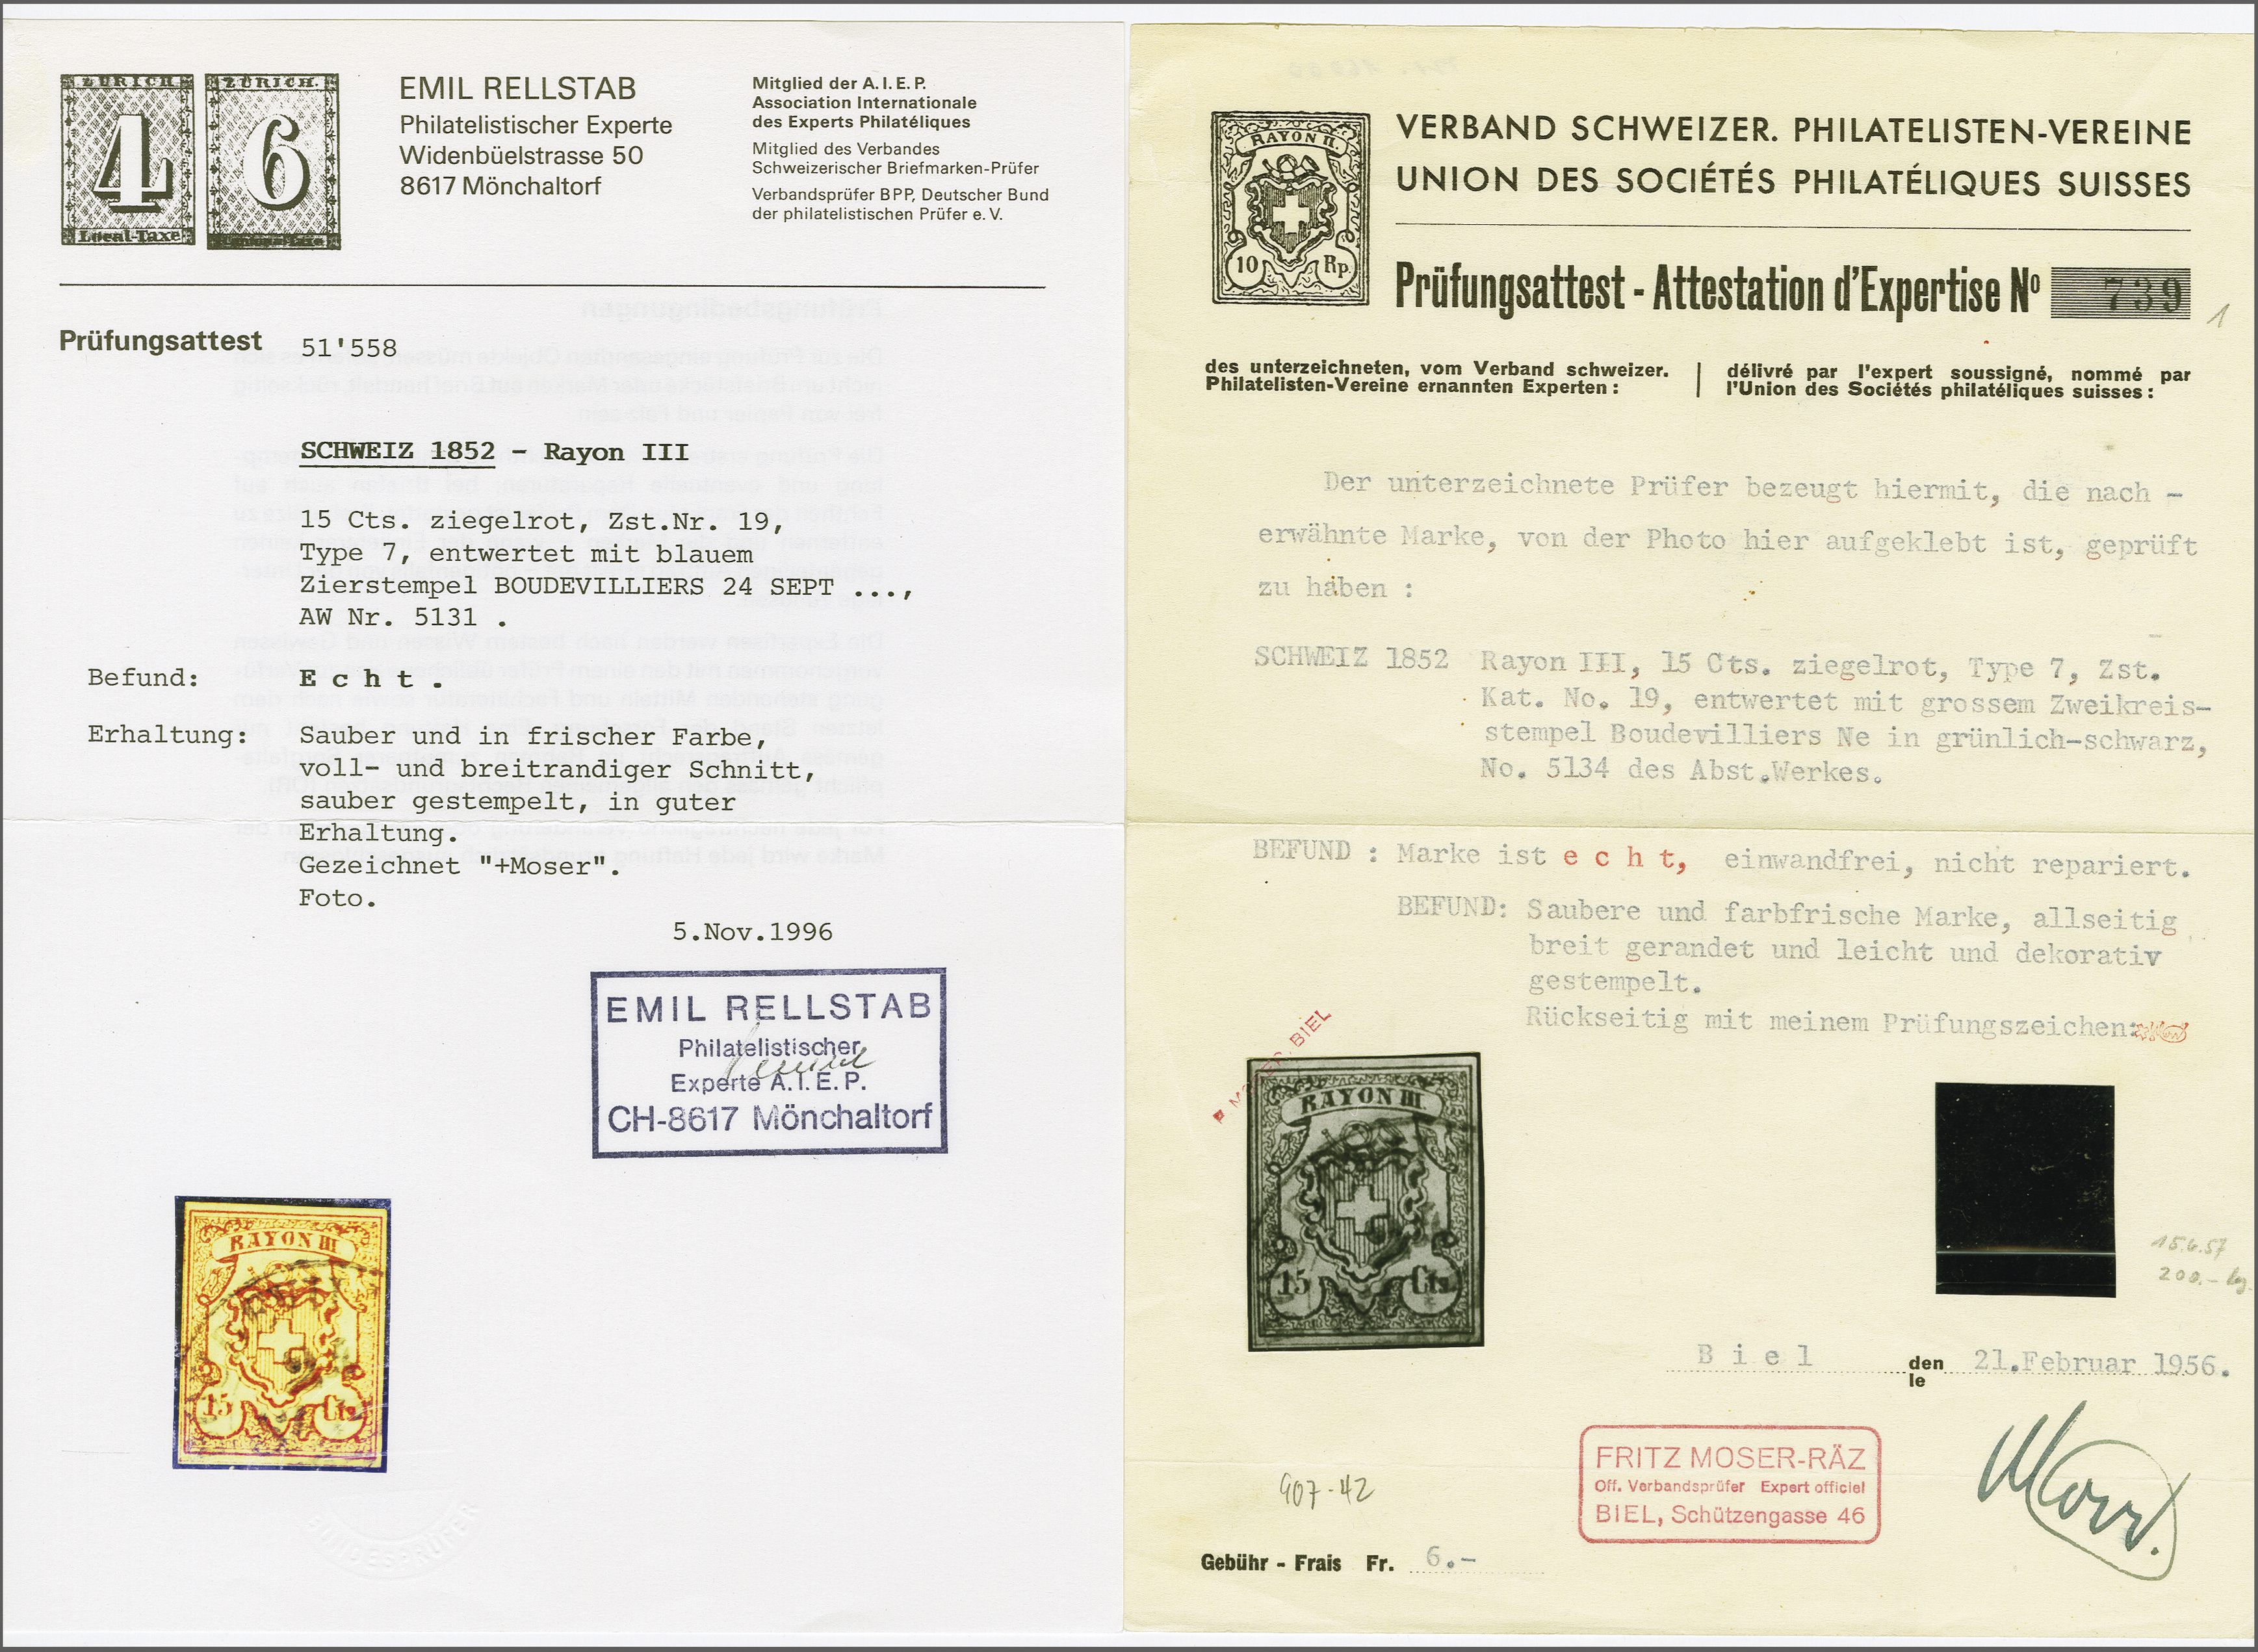 ZÜRICH ZÜRICH.
4 6
Local-Taxe
EMIL RELLSTAB
Philatelistischer Experte
Widenbüelstrasse 50
8617 Mönchaltorf
Mitglied der A.I.E.P.
Association Internationale
des Experts Philatéliques
Mitglied des Verbandes
Schweizerischer Briefmarken-Prüfer
Verbandsprüfer BPP, Deutscher Bund
der philatelistischen Prüfer e.V.
Prüfungsattest 51'558
SCHWEIZ 1852 - Rayon III
15 Cts. ziegelrot, Zst.Nr. 19,
Type 7, entwertet mit blauem
Zierstempel BOUDEVILLIERS 24 SEPT ...,
AW Nr. 5131 .
Befund: E c h t .
Erhaltung: Sauber und in frischer Farbe,
voll- und breitrandiger Schnitt,
sauber gestempelt, in guter
Erhaltung.
Gezeichnet "+Moser".
Foto.
5.Nov.1996
EMIL RELLSTAB
Philatelistischer
Experte A.I.E.P.
CH-8617 Mönchaltorf
RAYON III
15 Cts.
BUNDESPRÜFER
RAYON II.
10 Rp.
VERBAND SCHWEIZER. PHILATELISTEN-VEREINE
UNION DES SOCIÉTÉS PHILATÉLIQUES SUISSES
Prüfungsattest - Attestation d'Expertise Nº 739
1
des unterzeichneten, vom Verband schweizer.
Philatelisten-Vereine ernannten Experten:
délivré par l'expert soussigné, nommé par
l'Union des Sociétés philatéliques suisses:
Der unterzeichnete Prüfer bezeugt hiermit, die nach -
erwähnte Marke, von der Photo hier aufgeklebt ist, geprüft
zu haben :
SCHWEIZ 1852 Rayon III, 15 Cts. ziegelrot, Type 7, Zst.
Kat. No. 19, entwertet mit grossem Zweikreis-
stempel Boudevilliers Ne in grünlich-schwarz,
No. 5134 des Abst.Werkes.
BEFUND : Marke ist e c h t, einwandfrei, nicht repariert.
BEFUND: Saubere und farbfrische Marke, allseitig
breit gerandet und leicht und dekorativ
gestempelt.
Rückseitig mit meinem Prüfungszeichen:
MOSER, BIEL
RAYON III
15 Cts.
15.6.57
200.-
B i e l den 21.Februar 1956.
le
FRITZ MOSER-RÄZ
Off. Verbandsprüfer Expert officiel
BIEL, Schützengasse 46
907-42
Gebühr - Frais Fr. 6.-